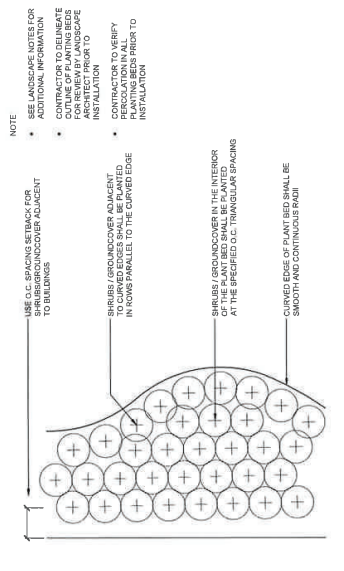 NOTE
• SEE LANDSCAPE NOTES FOR
ADDITIONAL INFORMATION
• CONTRACTOR TO DELINEATE
OUTLINE OF PLANTING BEDS
FOR REVIEW BY LANDSCAPE
ARCHITECT PRIOR TO
INSTALLATION
• CONTRACTOR TO VERIFY
PERCOLATION IN ALL
PLANTING BEDS PRIOR TO
INSTALLATION
USE O.C. SPACING SETBACK FOR
SHRUBS/GROUNDCOVER ADJACENT
TO BUILDINGS
SHRUBS / GROUNDCOVER ADJACENT
TO CURVED EDGES SHALL BE PLANTED
IN ROWS PARALLEL TO THE CURVED EDGE
SHRUBS / GROUNDCOVER IN THE INTERIOR
OF THE PLANT BED SHALL BE PLANTED
AT THE SPECIFIED O.C. TRIANGULAR SPACING
CURVED EDGE OF PLANT BED SHALL BE
SMOOTH AND CONTINUOUS RADII